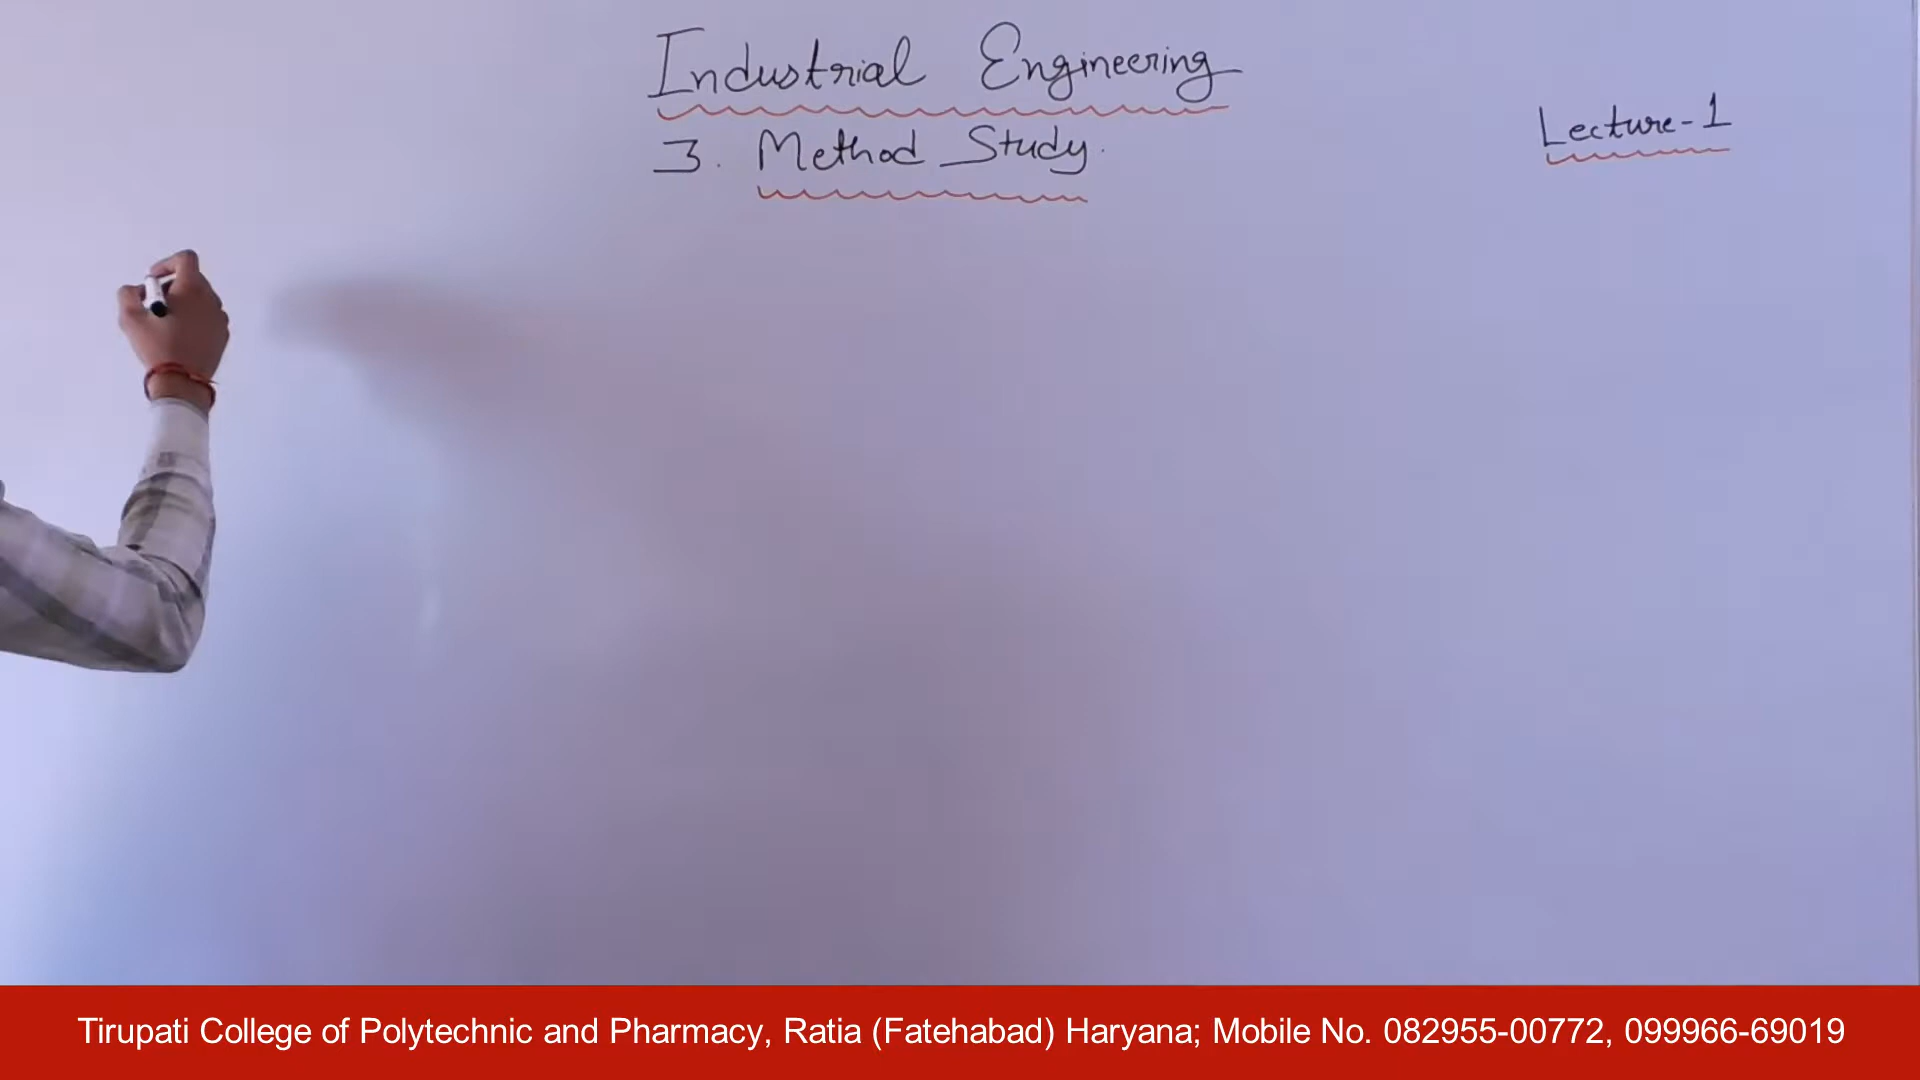 Industrial Engineering
3. Method Study.
Lecture-1
Tirupati College of Polytechnic and Pharmacy, Ratia (Fatehabad) Haryana; Mobile No. 082955-00772, 099966-69019